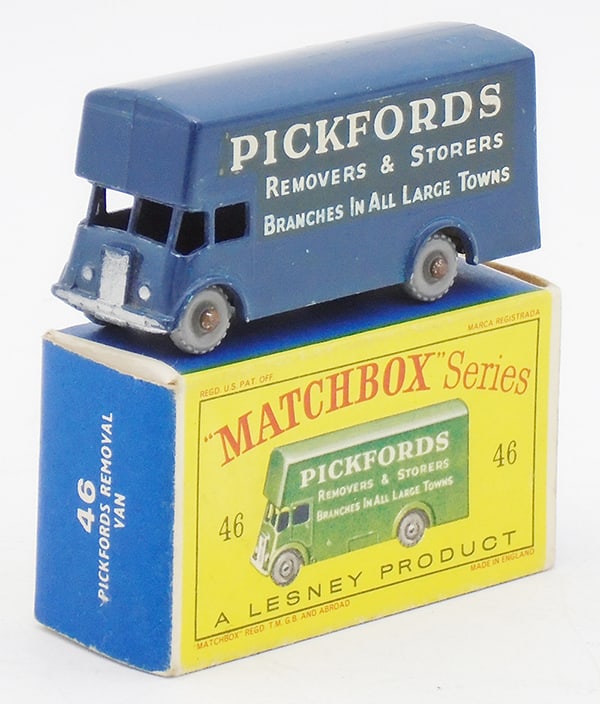 PICKFORDS
REMOVERS & STORERS
BRANCHES IN ALL LARGE TOWNS
MARCA REGISTRADA
REGD. U.S. PAT. OFF
"MATCHBOX" Series
PICKFORDS
REMOVERS & STORERS
BRANCHES IN ALL LARGE TOWNS
46
46
A LESNEY PRODUCT
MADE IN ENGLAND
"MATCHBOX" REGD. T.M. G.B. AND ABROAD
46
PICKFORDS REMOVAL
VAN